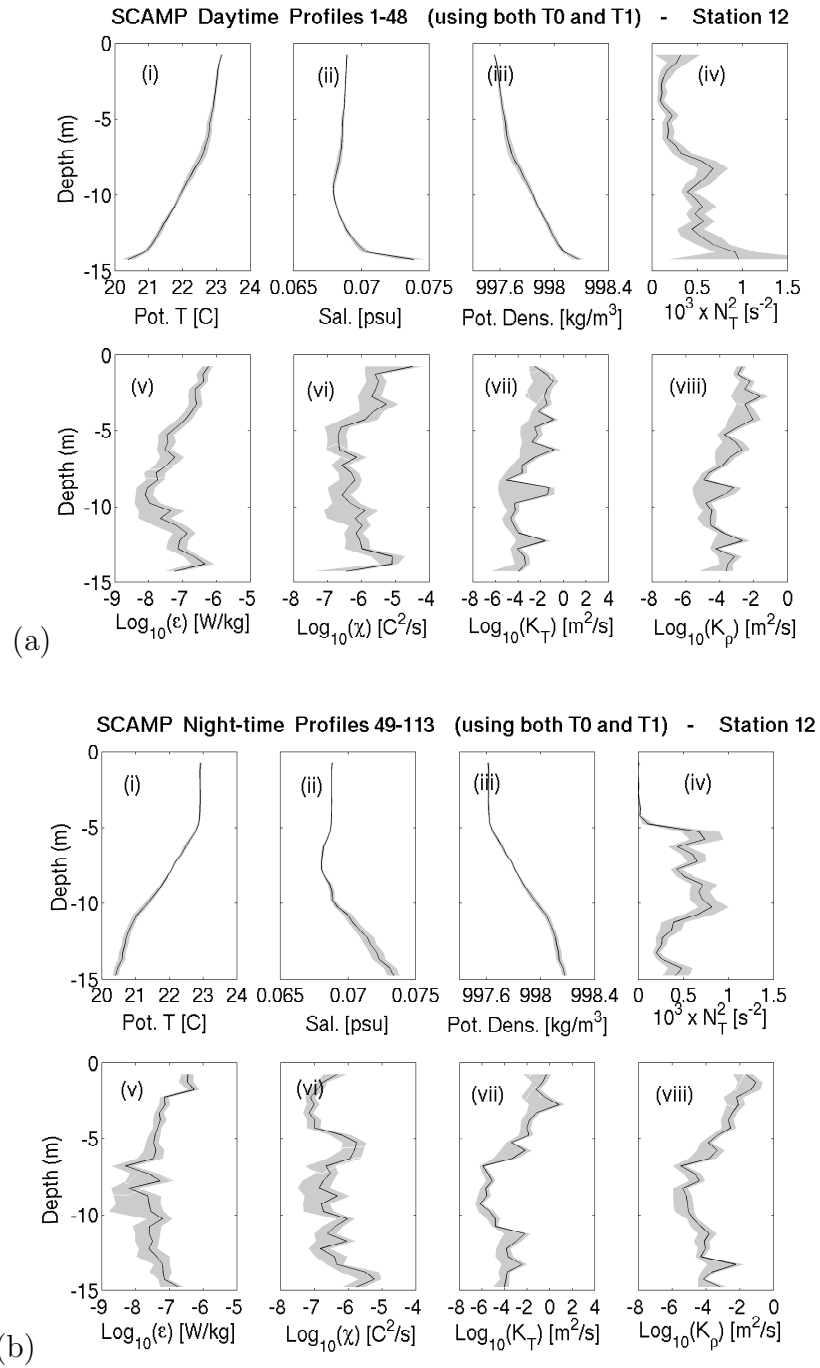 SCAMP Daytime Profiles 1-48 (using both T0 and T1) - Station 12
(i) (ii) (iii) (iv)
0
-5
-10
-15
Depth (m)
20 21 22 23 24 0.065 0.07 0.075 997.6 998 998.4 0 0.5 1 1.5
Pot. T [C] Sal. [psu] Pot. Dens. [kg/m³] 10³ x N_T² [s⁻²]
(v) (vi) (vii) (viii)
0
-5
-10
-15
Depth (m)
-9 -8 -7 -6 -5 -8 -7 -6 -5 -4 -8 -6 -4 -2 0 2 4 -8 -6 -4 -2 0
Log₁₀(ε) [W/kg] Log₁₀(χ) [C²/s] Log₁₀(K_T) [m²/s] Log₁₀(K_ρ) [m²/s]
(a)
SCAMP Night-time Profiles 49-113 (using both T0 and T1) - Station 12
(i) (ii) (iii) (iv)
0
-5
-10
-15
Depth (m)
20 21 22 23 24 0.065 0.07 0.075 997.6 998 998.4 0 0.5 1 1.5
Pot. T [C] Sal. [psu] Pot. Dens. [kg/m³] 10³ x N_T² [s⁻²]
(v) (vi) (vii) (viii)
0
-5
-10
-15
Depth (m)
-9 -8 -7 -6 -5 -8 -7 -6 -5 -4 -8 -6 -4 -2 0 2 4 -8 -6 -4 -2 0
Log₁₀(ε) [W/kg] Log₁₀(χ) [C²/s] Log₁₀(K_T) [m²/s] Log₁₀(K_ρ) [m²/s]
(b)